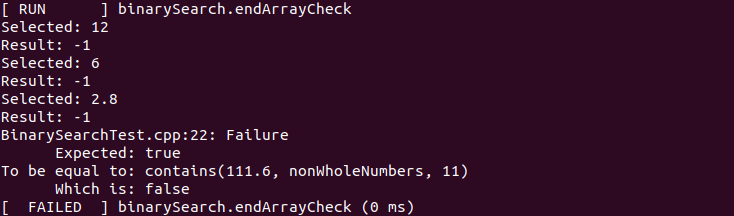 [ RUN      ] binarySearch.endArrayCheck
Selected: 12
Result: -1
Selected: 6
Result: -1
Selected: 2.8
Result: -1
BinarySearchTest.cpp:22: Failure
      Expected: true
To be equal to: contains(111.6, nonWholeNumbers, 11)
      Which is: false
[  FAILED  ] binarySearch.endArrayCheck (0 ms)